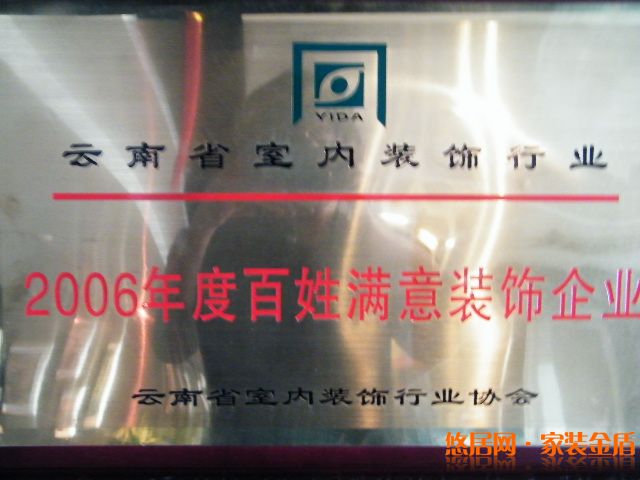 YIDA
云南省室内装饰行业
2006年度百姓满意装饰企业
云南省室内装饰行业协会
悠居网·家装金盾